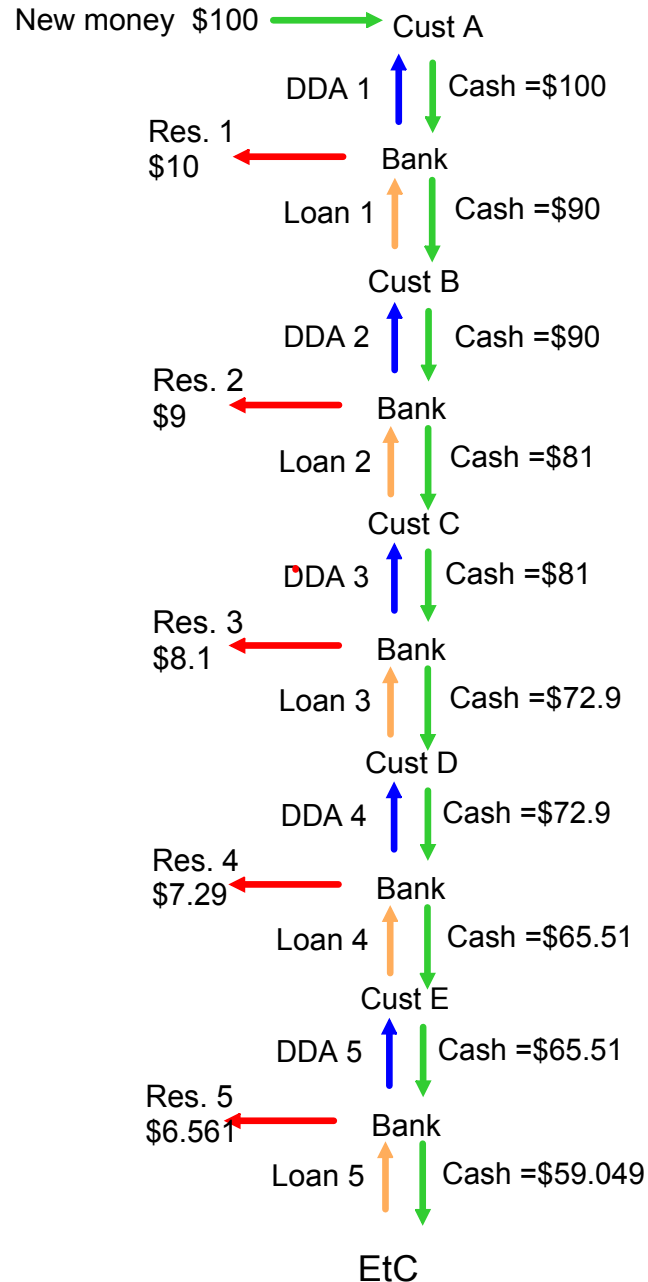 New money $100
Cust A
DDA 1
Cash =$100
Res. 1
$10
Bank
Loan 1
Cash =$90
Cust B
DDA 2
Cash =$90
Res. 2
$9
Bank
Loan 2
Cash =$81
Cust C
DDA 3
Cash =$81
Res. 3
$8.1
Bank
Loan 3
Cash =$72.9
Cust D
DDA 4
Cash =$72.9
Res. 4
$7.29
Bank
Loan 4
Cash =$65.51
Cust E
DDA 5
Cash =$65.51
Res. 5
$6.561
Bank
Loan 5
Cash =$59.049
EtC